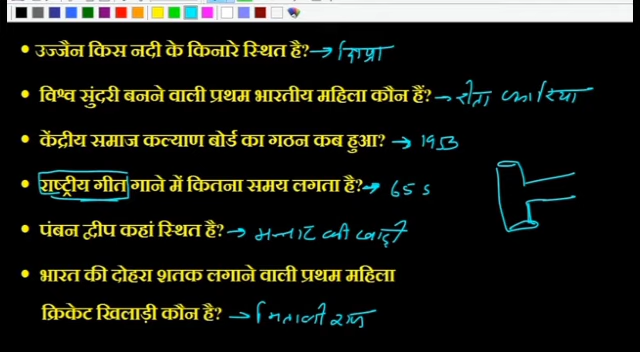 • उज्जैन किस नदी के किनारे स्थित है? → शिप्रा
• विश्व सुंदरी बनने वाली प्रथम भारतीय महिला कौन हैं? → रीता फारिया
• केंद्रीय समाज कल्याण बोर्ड का गठन कब हुआ? → 1953
• राष्ट्रीय गीत गाने में कितना समय लगता है? → 65 s
• पंबन द्वीप कहां स्थित है? → मन्नार की खाड़ी
• भारत की दोहरा शतक लगाने वाली प्रथम महिला
क्रिकेट खिलाड़ी कौन है? → मिताली राज